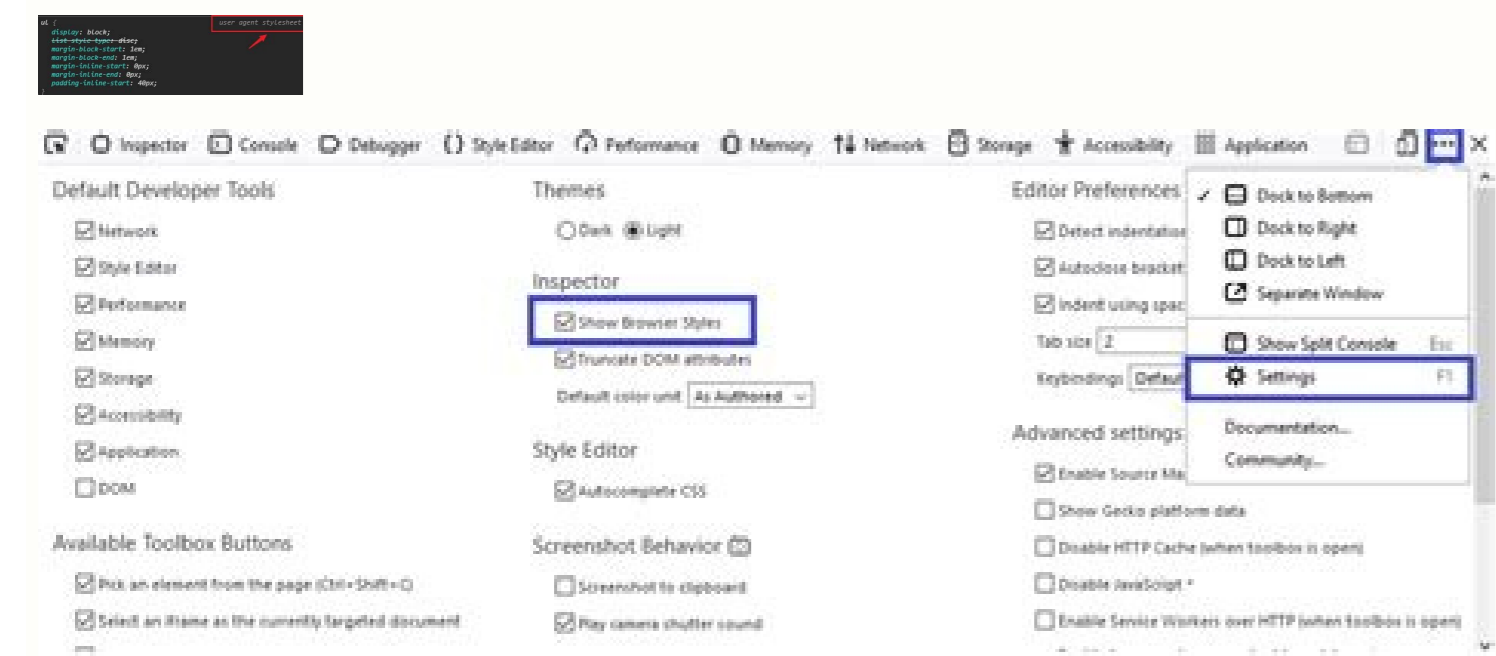 ul {
user agent stylesheet
display: block;
list-style-type: disc;
margin-block-start: 1em;
margin-block-end: 1em;
margin-inline-start: 0px;
margin-inline-end: 0px;
padding-inline-start: 40px;
}
Inspector Console Debugger Style Editor Performance Memory Network Storage Accessibility Application
Default Developer Tools
Network
Style Editor
Performance
Memory
Storage
Accessibility
Application
DOM
Available Toolbox Buttons
Pick an element from the page (Ctrl+Shift+C)
Select an iframe as the currently targeted document
Themes
Dark Light
Inspector
Show Browser Styles
Truncate DOM attributes
Default color unit As Authored
Style Editor
Autocomplete CSS
Screenshot Behavior
Screenshot to clipboard
Play camera shutter sound
Editor Preferences
Detect indentation
Autoclose bracket
Indent using spac
Tab size 2
Keybindings Default
Advanced settings
Enable Source Ma
Show Gecko platform data
Disable HTTP Cache (when toolbox is open)
Disable JavaScript *
Enable Service Workers over HTTP (when toolbox is open)
Dock to Bottom
Dock to Right
Dock to Left
Separate Window
Show Split Console Esc
Settings F1
Documentation...
Community...